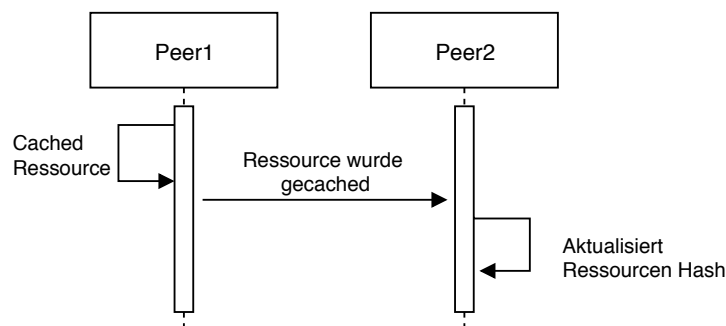 Peer1
Peer2
Cached
Ressource
Ressource wurde
gecached
Aktualisiert
Ressourcen Hash